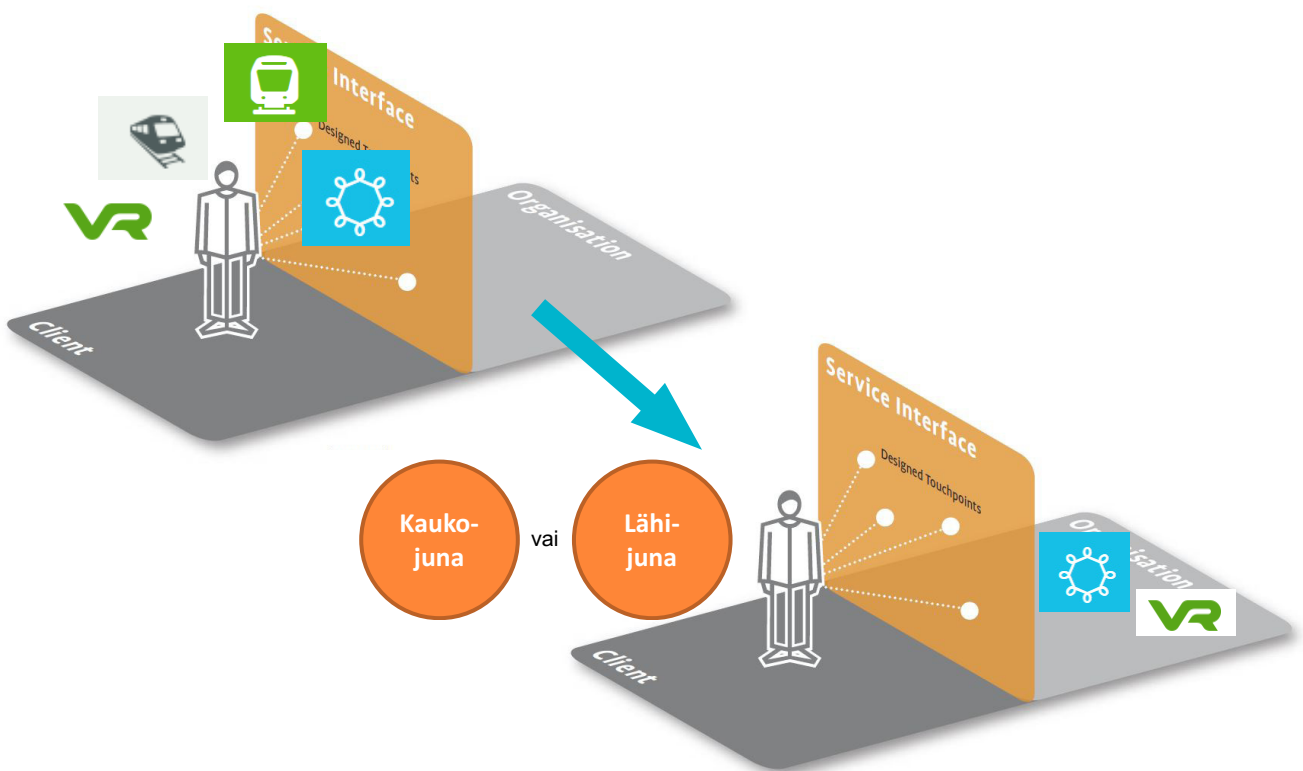 Interface
Designed
Organisation
VR
Client
Service Interface
Designed Touchpoints
Kauko-
juna
vai
Lähi-
juna
VR
Client